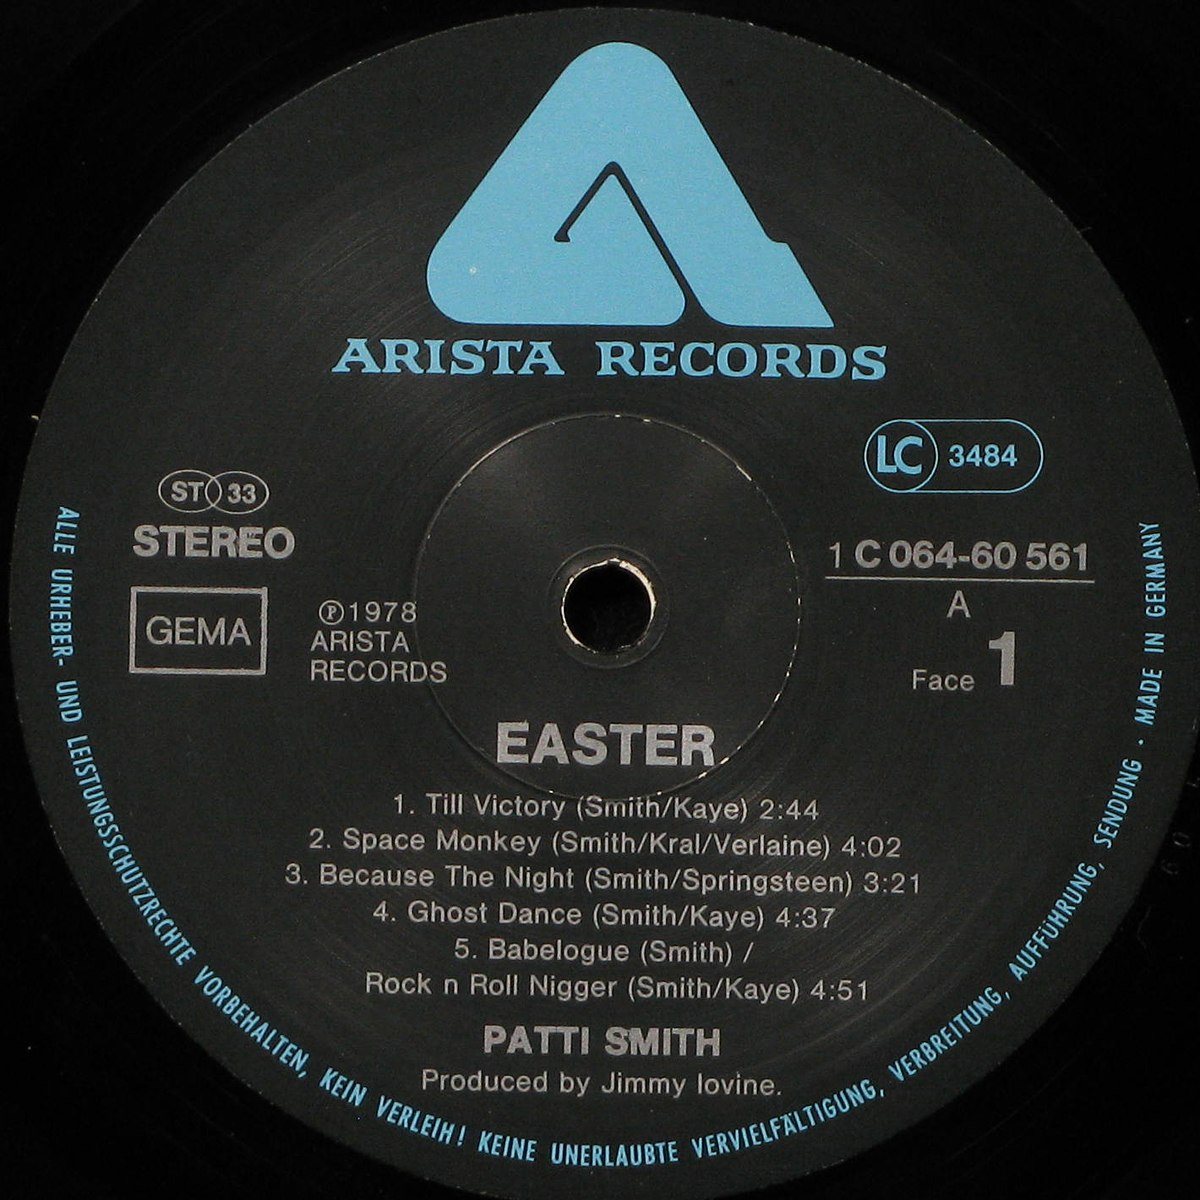 ARISTA RECORDS
LC 3484
ST 33
STEREO
GEMA
℗1978
ARISTA
RECORDS
1 C 064-60 561
A
Face 1
EASTER
1. Till Victory (Smith/Kaye) 2:44
2. Space Monkey (Smith/Kral/Verlaine) 4:02
3. Because The Night (Smith/Springsteen) 3:21
4. Ghost Dance (Smith/Kaye) 4:37
5. Babelogue (Smith) /
Rock n Roll Nigger (Smith/Kaye) 4:51
PATTI SMITH
Produced by Jimmy Iovine.
ALLE URHEBER- UND LEISTUNGSSCHUTZRECHTE VORBEHALTEN, KEIN VERLEIH! KEINE UNERLAUBTE VERVIELFÄLTIGUNG, VERBREITUNG, AUFFÜHRUNG, SENDUNG · MADE IN GERMANY